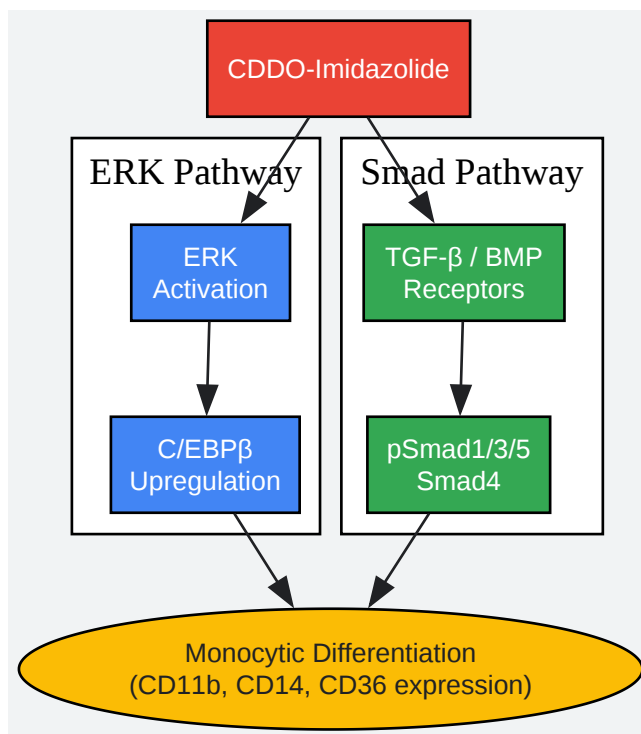 CDDO-Imidazolide
ERK Pathway
Smad Pathway
ERK
Activation
TGF-β / BMP
Receptors
C/EBPβ
Upregulation
pSmad1/3/5
Smad4
Monocytic Differentiation
(CD11b, CD14, CD36 expression)